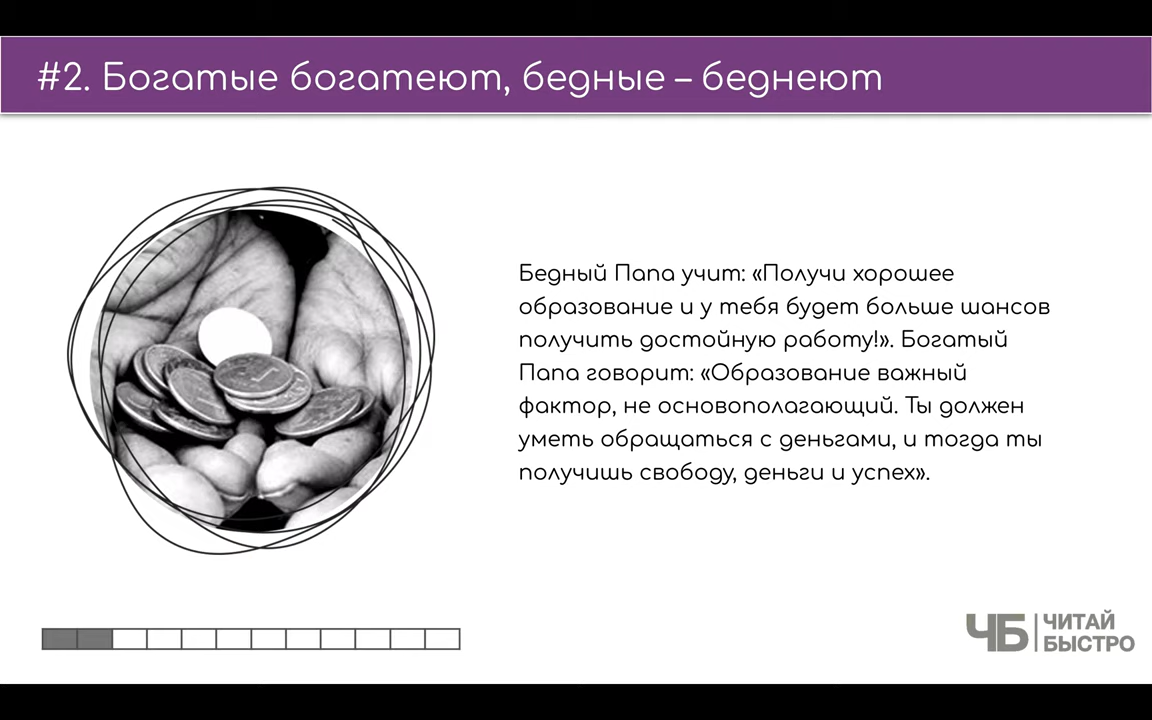 #2. Богатые богатеют, бедные – беднеют
Бедный Папа учит: «Получи хорошее
образование и у тебя будет больше шансов
получить достойную работу!». Богатый
Папа говорит: «Образование важный
фактор, не основополагающий. Ты должен
уметь обращаться с деньгами, и тогда ты
получишь свободу, деньги и успех».
ЧБ
ЧИТАЙ
БЫСТРО